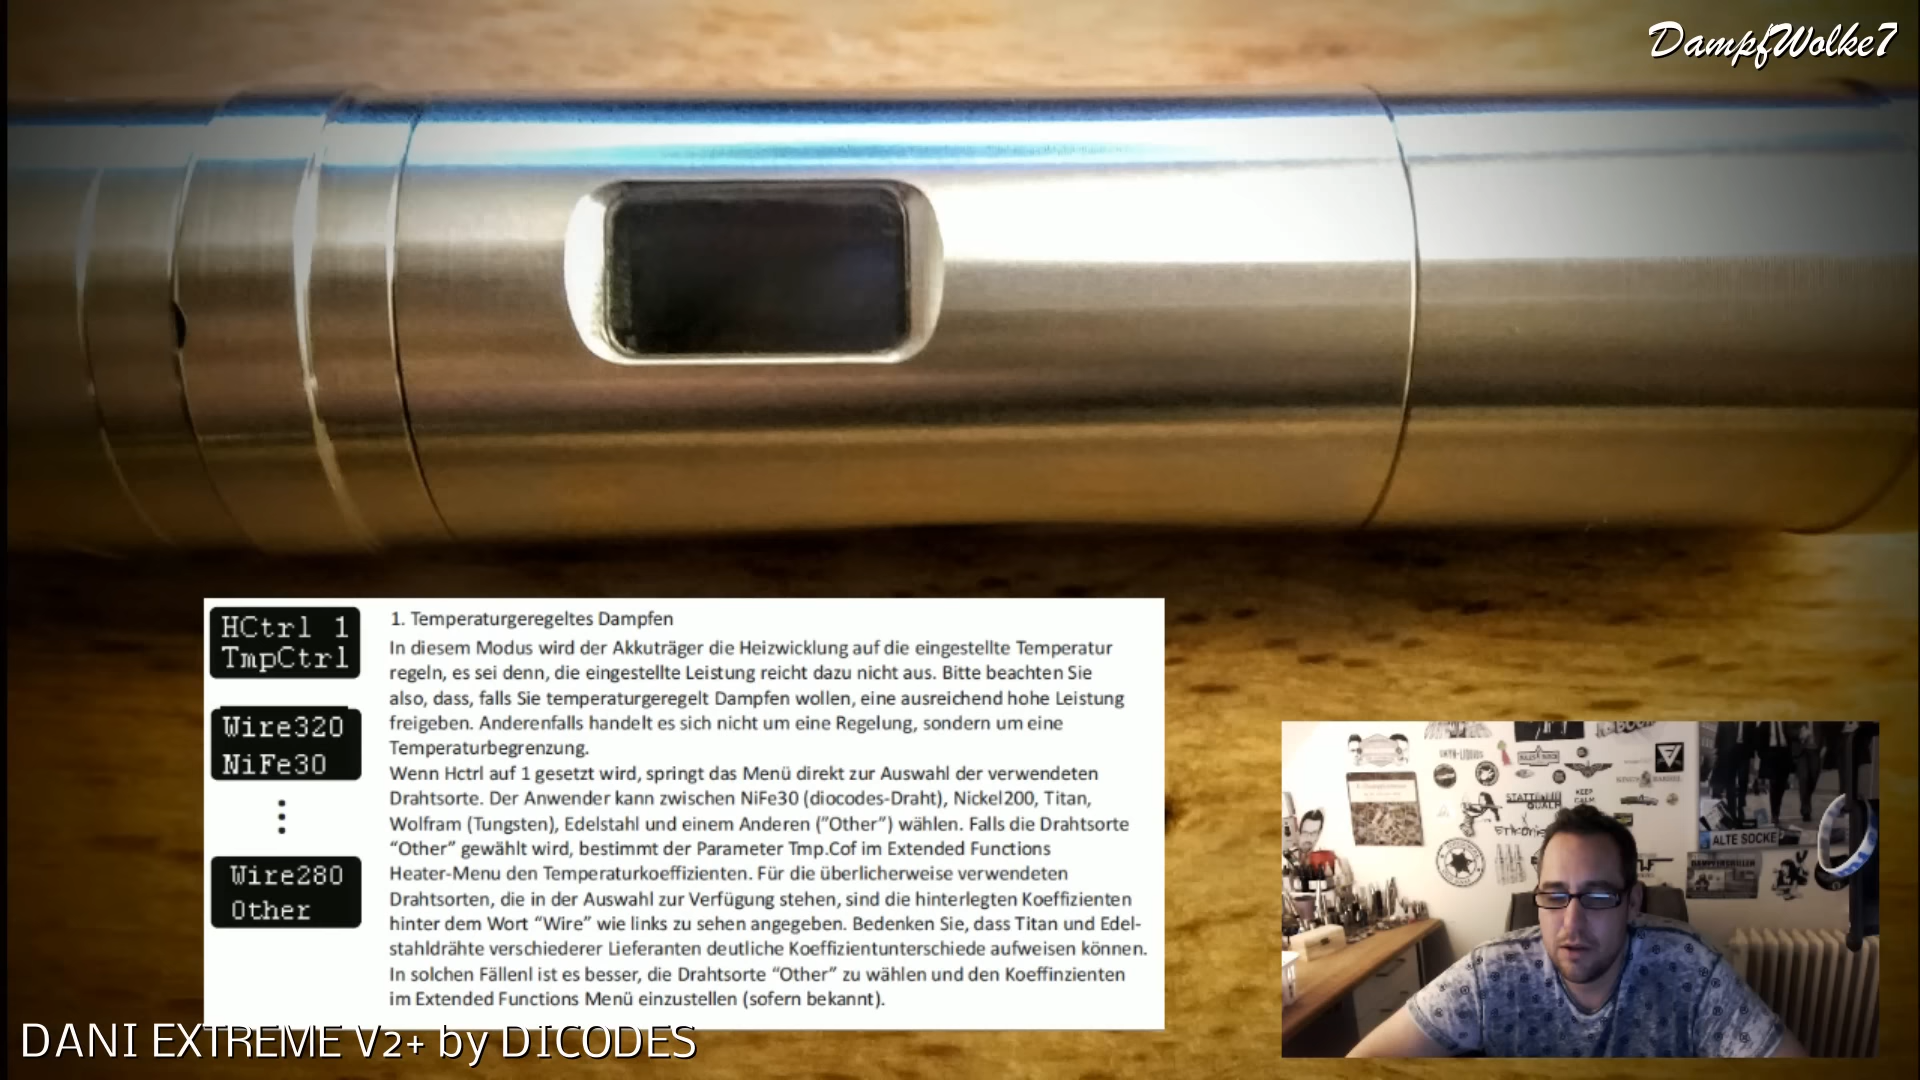 DampfWolke7
HCtrl 1
TmpCtrl
Wire320
NiFe30
Wire280
Other
1. Temperaturgeregeltes Dampfen
In diesem Modus wird der Akkuträger die Heizwicklung auf die eingestellte Temperatur
regeln, es sei denn, die eingestellte Leistung reicht dazu nicht aus. Bitte beachten Sie
also, dass, falls Sie temperaturgeregelt Dampfen wollen, eine ausreichend hohe Leistung
freigeben. Anderenfalls handelt es sich nicht um eine Regelung, sondern um eine
Temperaturbegrenzung.
Wenn Hctrl auf 1 gesetzt wird, springt das Menü direkt zur Auswahl der verwendeten
Drahtsorte. Der Anwender kann zwischen NiFe30 (diocodes-Draht), Nickel200, Titan,
Wolfram (Tungsten), Edelstahl und einem Anderen (”Other”) wählen. Falls die Drahtsorte
“Other” gewählt wird, bestimmt der Parameter Tmp.Cof im Extended Functions
Heater-Menu den Temperaturkoeffizienten. Für die überlicherweise verwendeten
Drahtsorten, die in der Auswahl zur Verfügung stehen, sind die hinterlegten Koeffizienten
hinter dem Wort “Wire” wie links zu sehen angegeben. Bedenken Sie, dass Titan und Edel-
stahldrähte verschiederer Lieferanten deutliche Koeffizientunterschiede aufweisen können.
In solchen Fällenl ist es besser, die Drahtsorte “Other” zu wählen und den Koeffinzienten
im Extended Functions Menü einzustellen (sofern bekannt).
STATTQUALM
KEEP
CALM
ALTE SOCKE
DANI EXTREME V2+ by DICODES